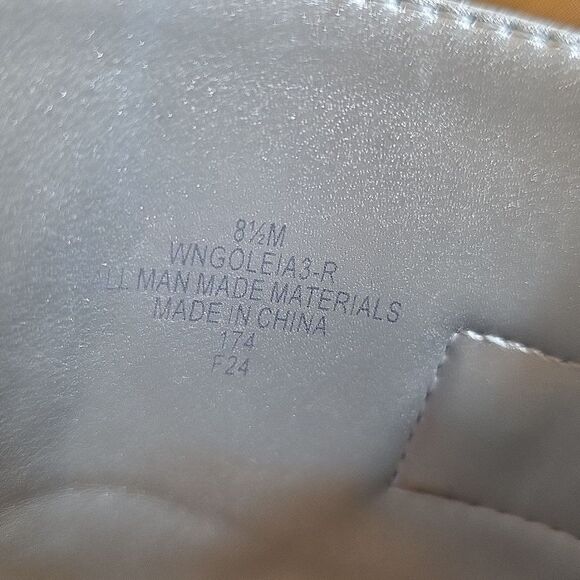 8½M
WNGOLEIA3-R
ALL MAN MADE MATERIALS
MADE IN CHINA
174
F24